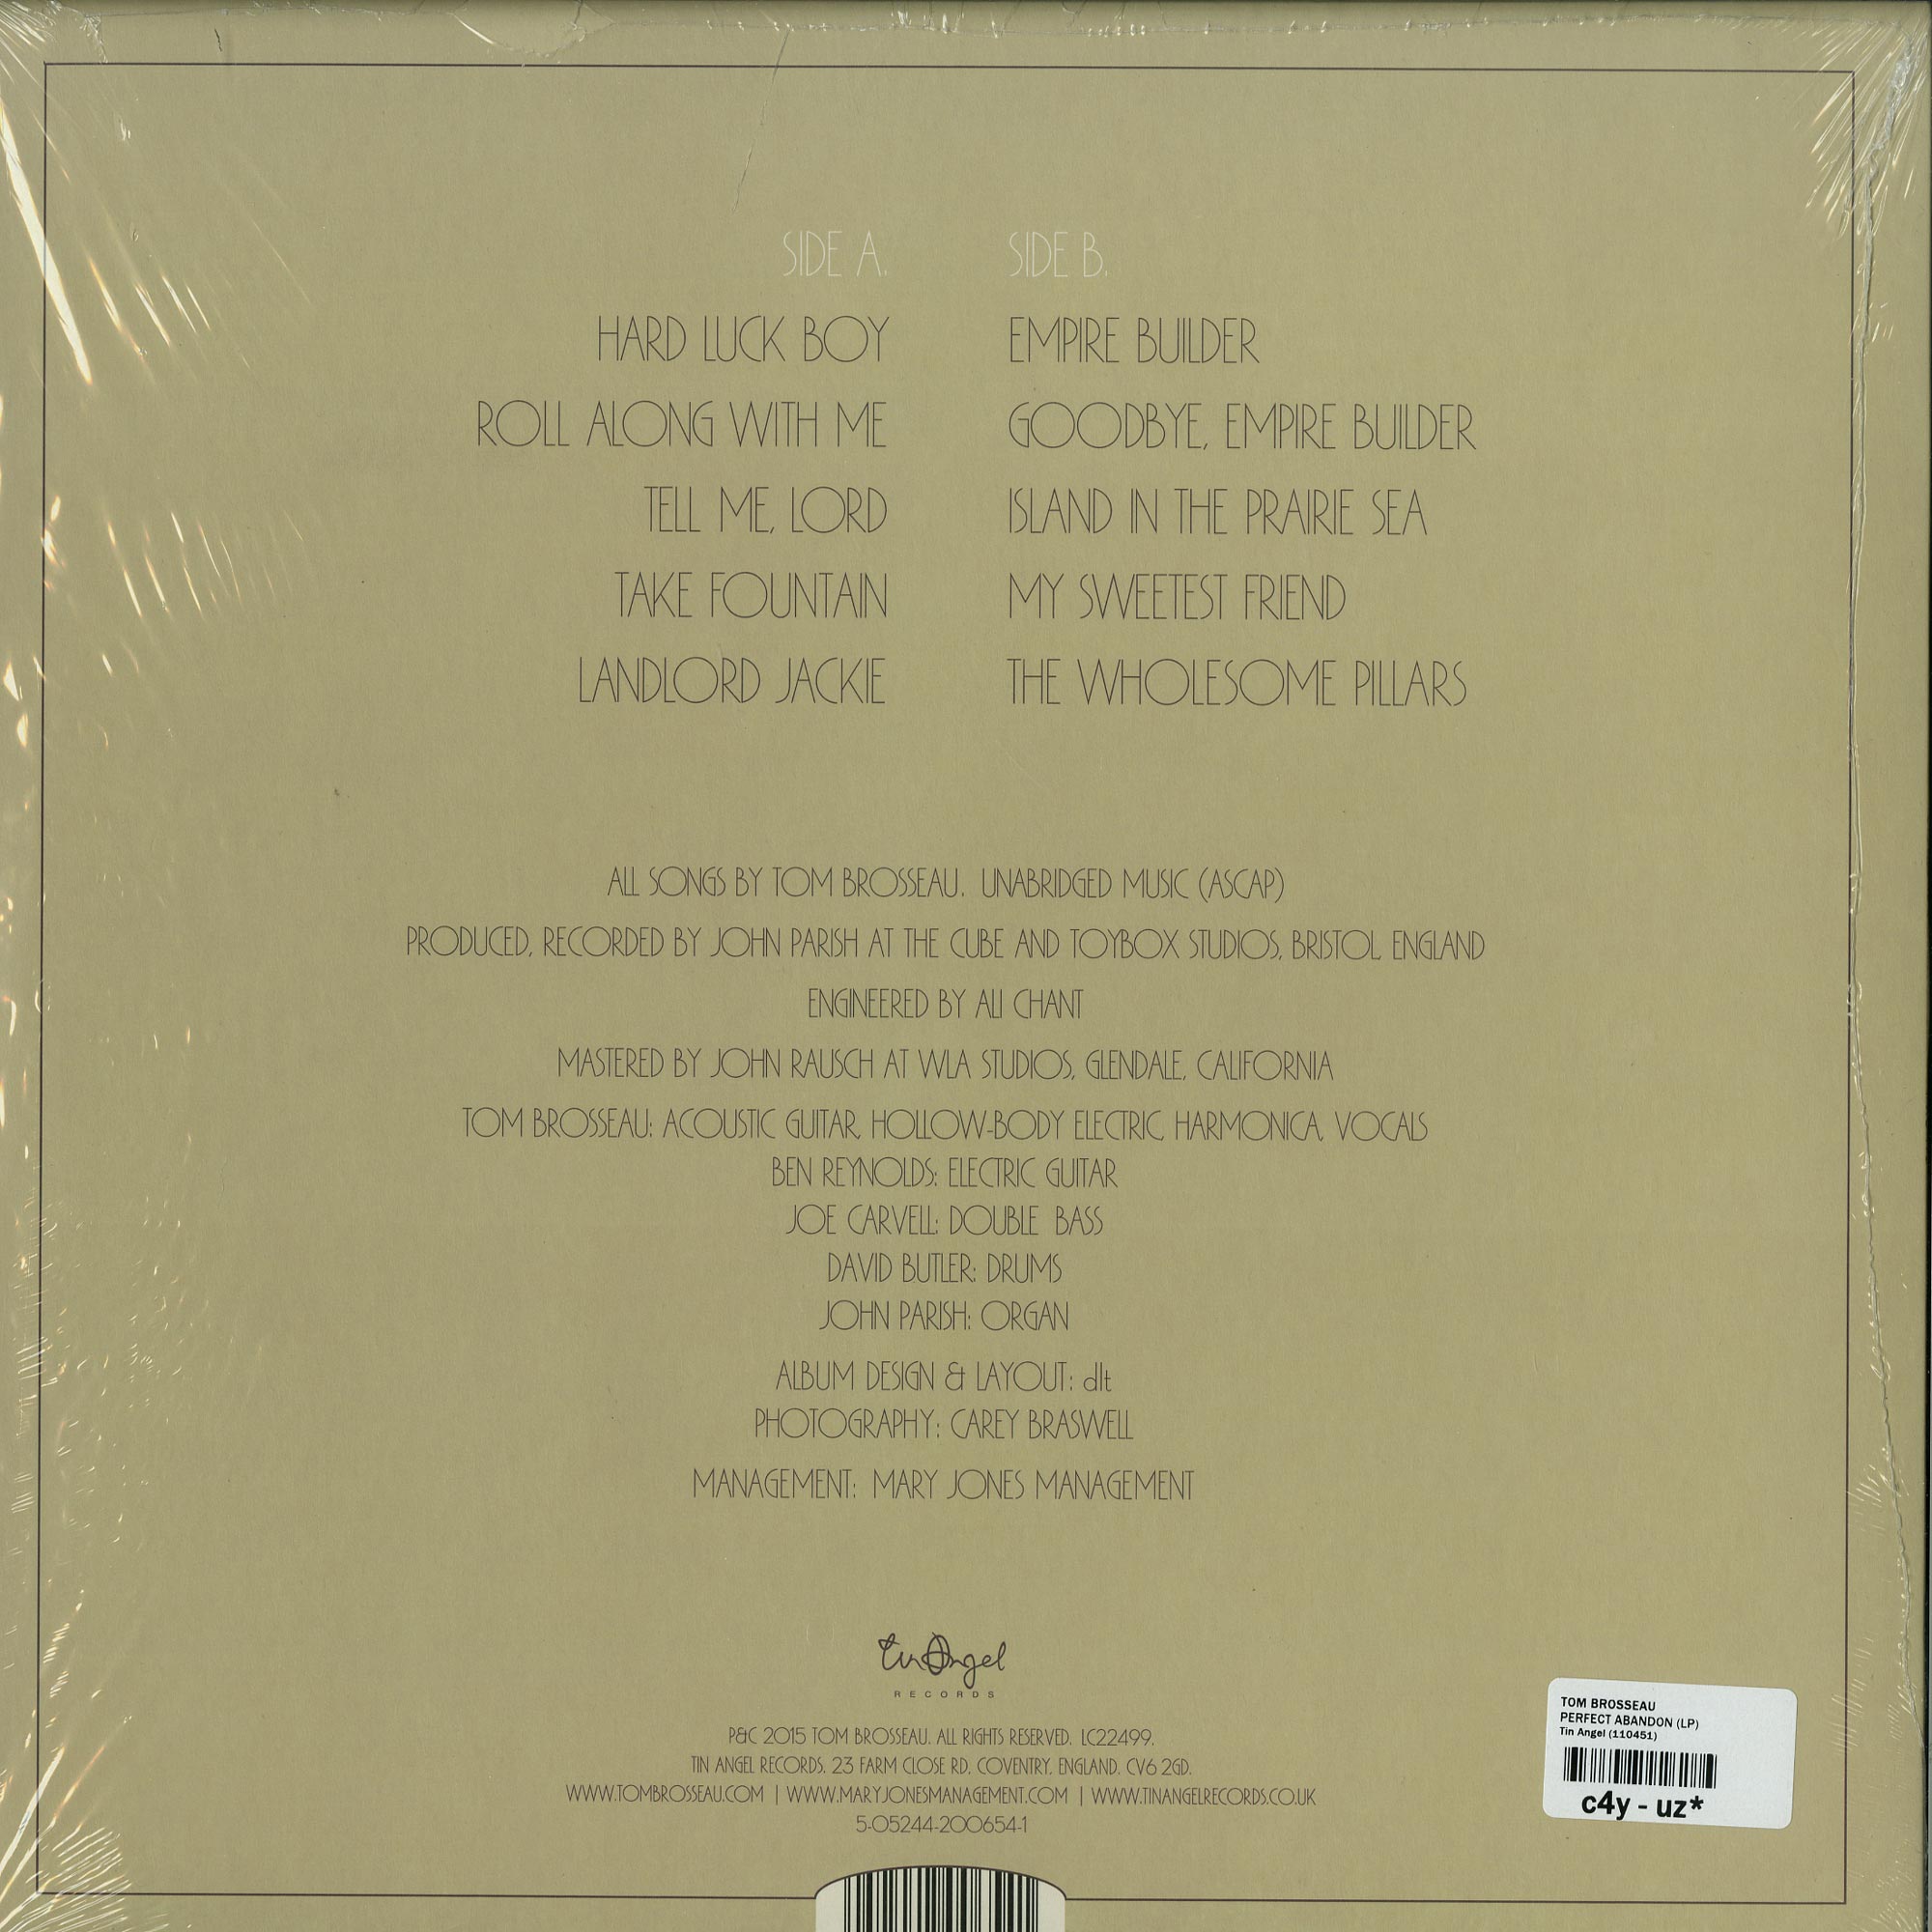 SIDE A.
HARD LUCK BOY
ROLL ALONG WITH ME
TELL ME, LORD
TAKE FOUNTAIN
LANDLORD JACKIE
SIDE B.
EMPIRE BUILDER
GOODBYE, EMPIRE BUILDER
ISLAND IN THE PRAIRIE SEA
MY SWEETEST FRIEND
THE WHOLESOME PILLARS
ALL SONGS BY TOM BROSSEAU. UNABRIDGED MUSIC (ASCAP)
PRODUCED, RECORDED BY JOHN PARISH AT THE CUBE AND TOYBOX STUDIOS, BRISTOL, ENGLAND
ENGINEERED BY ALI CHANT
MASTERED BY JOHN RAUSCH AT WLA STUDIOS, GLENDALE, CALIFORNIA
TOM BROSSEAU: ACOUSTIC GUITAR, HOLLOW-BODY ELECTRIC, HARMONICA, VOCALS
BEN REYNOLDS: ELECTRIC GUITAR
JOE CARVELL: DOUBLE BASS
DAVID BUTLER: DRUMS
JOHN PARISH: ORGAN
ALBUM DESIGN & LAYOUT: dlt
PHOTOGRAPHY: CAREY BRASWELL
MANAGEMENT: MARY JONES MANAGEMENT
tin Angel
RECORDS
P&C 2015 TOM BROSSEAU. ALL RIGHTS RESERVED. LC22499.
TIN ANGEL RECORDS. 23 FARM CLOSE RD. COVENTRY. ENGLAND. CV6 2GD.
WWW.TOMBROSSEAU.COM | WWW.MARYJONESMANAGEMENT.COM | WWW.TINANGELRECORDS.CO.UK
5-05244-200654-1
TOM BROSSEAU
PERFECT ABANDON (LP)
Tin Angel (110451)
c4y - uz*